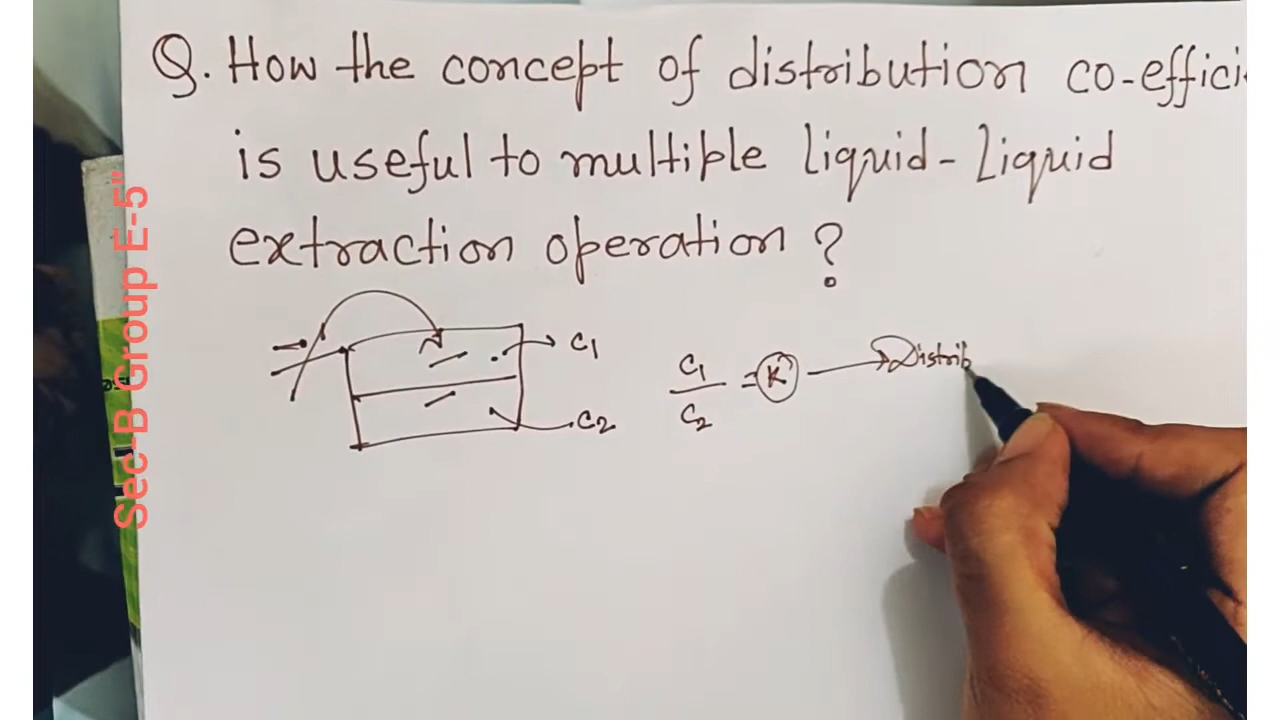 Q. How the concept of distribution co-effici
is useful to multiple liquid-liquid
extraction operation ?
C1
C2
C1/C2 = K → Distrib
Sec-B Group E-5"